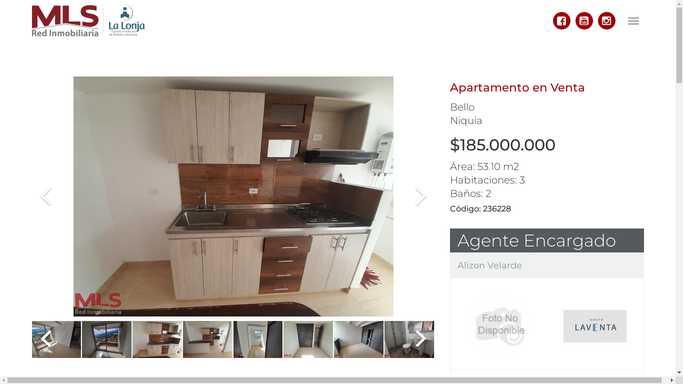 MLS
Red Inmobiliaria
La Lonja
Apartamento en Venta
Bello
Niquia
$185.000.000
Área: 53.10 m2
Habitaciones: 3
Baños: 2
Código: 236228
Agente Encargado
Alizon Velarde
MLS
Red Inmobiliaria
Foto No
Disponible
LAVENTA